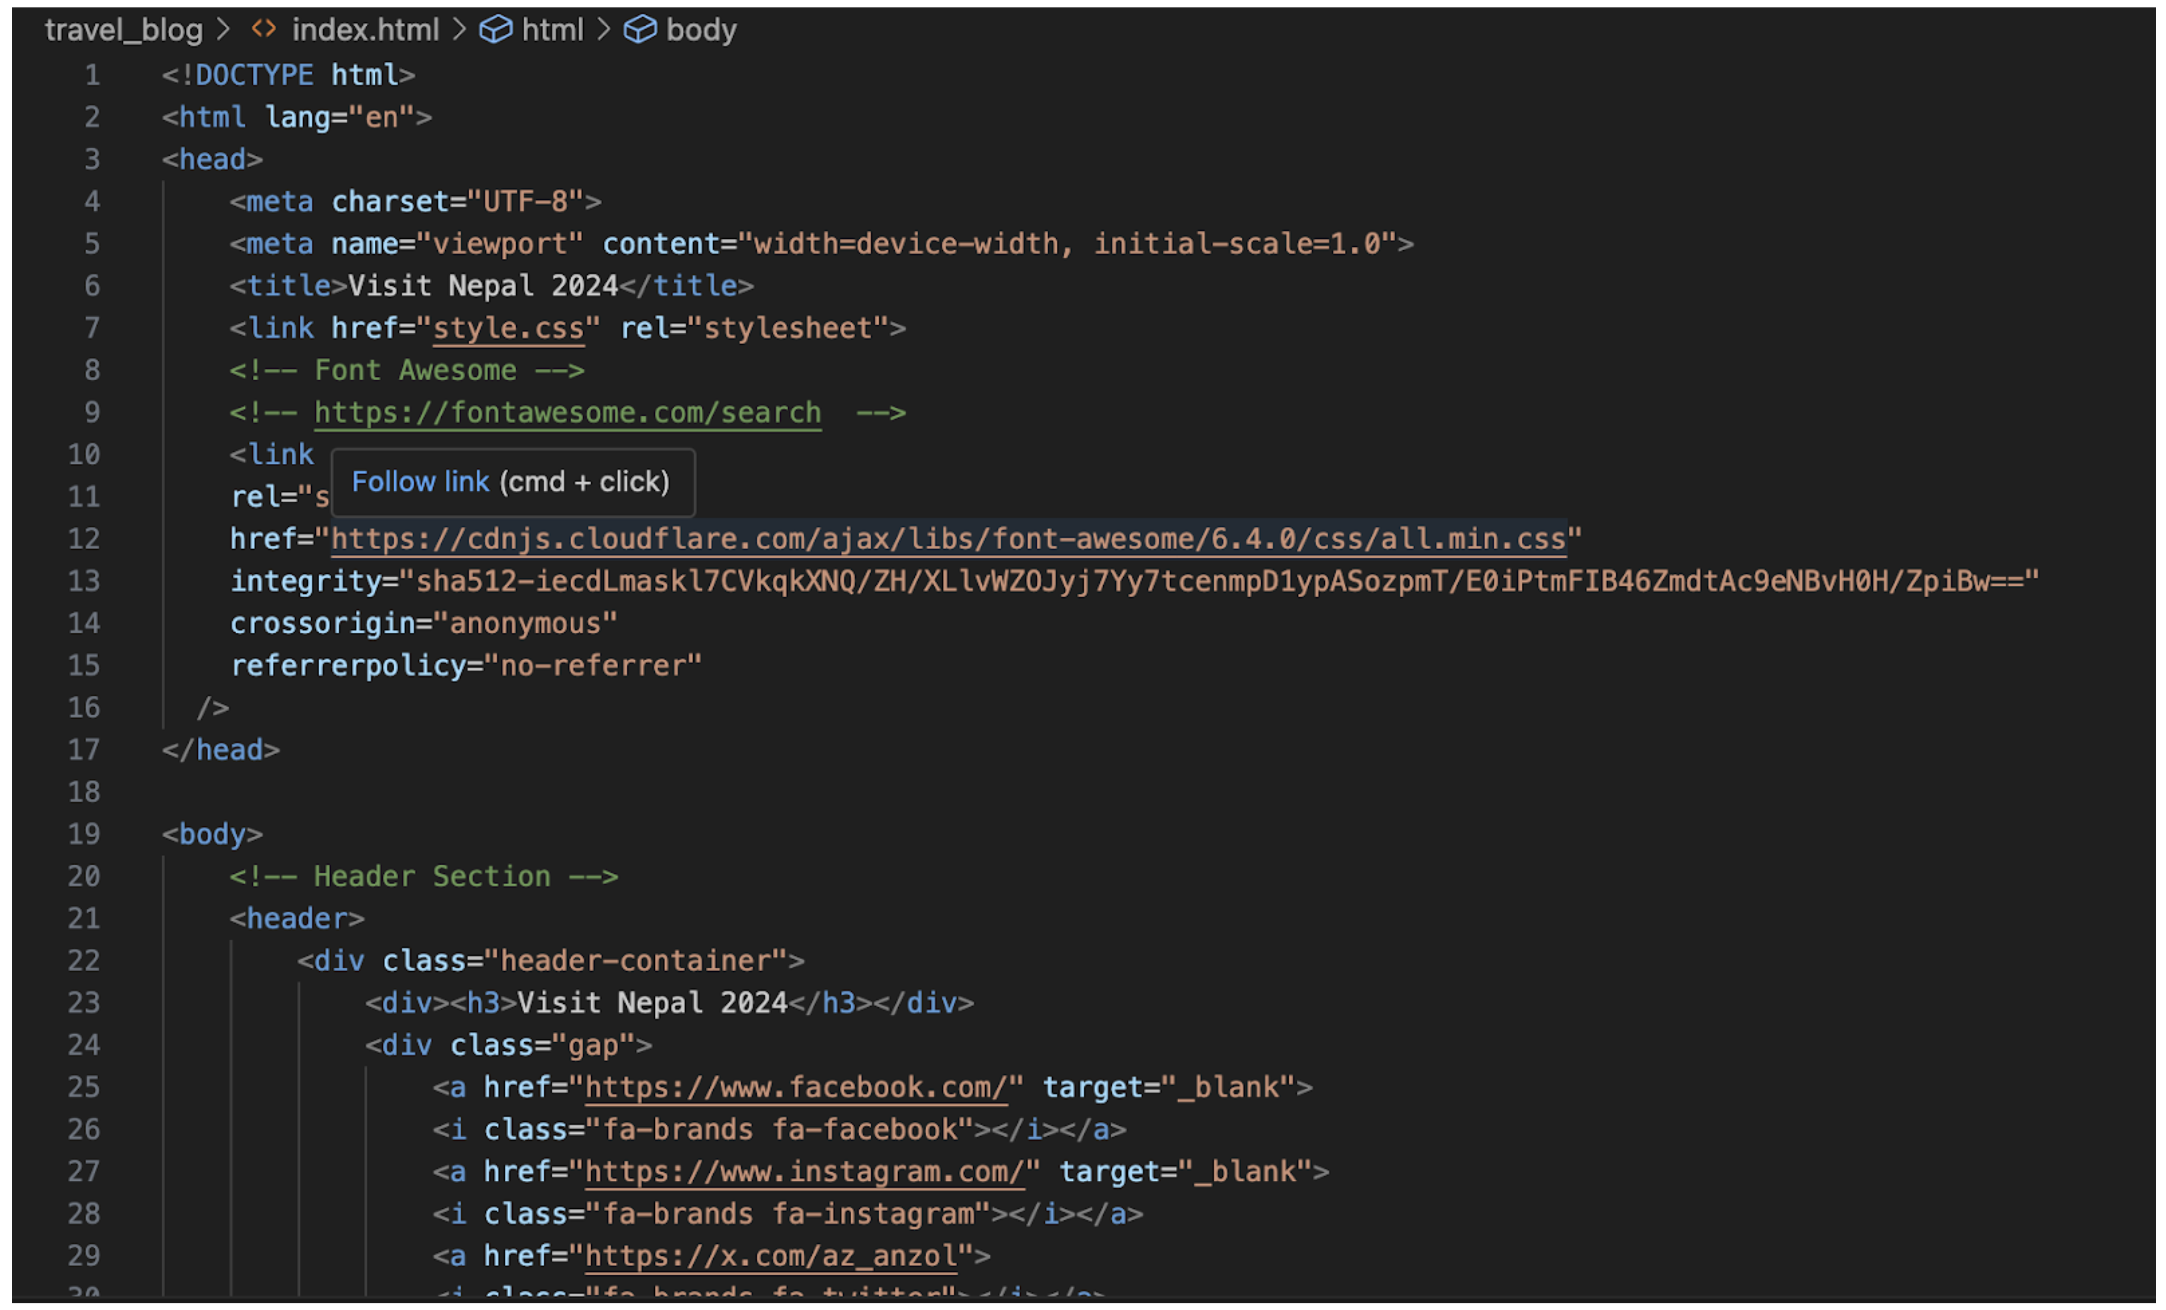 travel_blog > <> index.html > html > body
1 <!DOCTYPE html>
2 <html lang="en">
3 <head>
4 <meta charset="UTF-8">
5 <meta name="viewport" content="width=device-width, initial-scale=1.0">
6 <title>Visit Nepal 2024</title>
7 <link href="style.css" rel="stylesheet">
8 <!-- Font Awesome -->
9 <!-- https://fontawesome.com/search  -->
10 <link
Follow link (cmd + click)
11 rel="s
12 href="https://cdnjs.cloudflare.com/ajax/libs/font-awesome/6.4.0/css/all.min.css"
13 integrity="sha512-iecdLmaskl7CVkqkXNQ/ZH/XLlvWZOJyj7Yy7tcenmpD1ypASozpmT/E0iPtmFIB46ZmdtAc9eNBvH0H/ZpiBw=="
14 crossorigin="anonymous"
15 referrerpolicy="no-referrer"
16 />
17 </head>
18
19 <body>
20 <!-- Header Section -->
21 <header>
22 <div class="header-container">
23 <div><h3>Visit Nepal 2024</h3></div>
24 <div class="gap">
25 <a href="https://www.facebook.com/" target="_blank">
26 <i class="fa-brands fa-facebook"></i></a>
27 <a href="https://www.instagram.com/" target="_blank">
28 <i class="fa-brands fa-instagram"></i></a>
29 <a href="https://x.com/az_anzol">
30 <i class="fa-brands fa-twitter"></i></a>